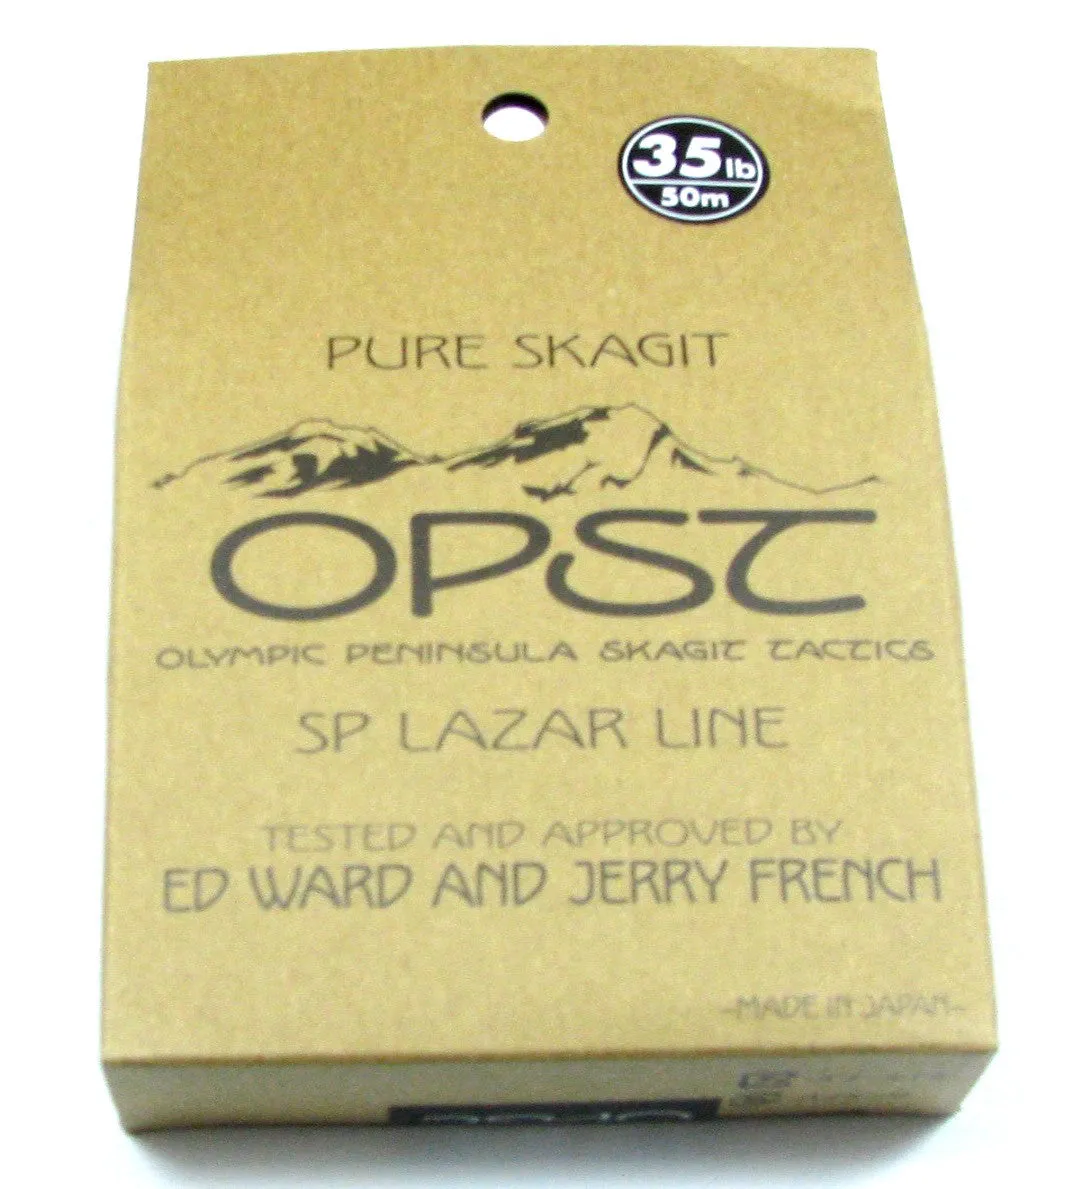 35lb
50m
PURE SKAGIT
OPST
OLYMPIC PENINSULA SKAGIT TACTICS
SP LAZAR LINE
TESTED AND APPROVED BY
ED WARD AND JERRY FRENCH
-MADE IN JAPAN-